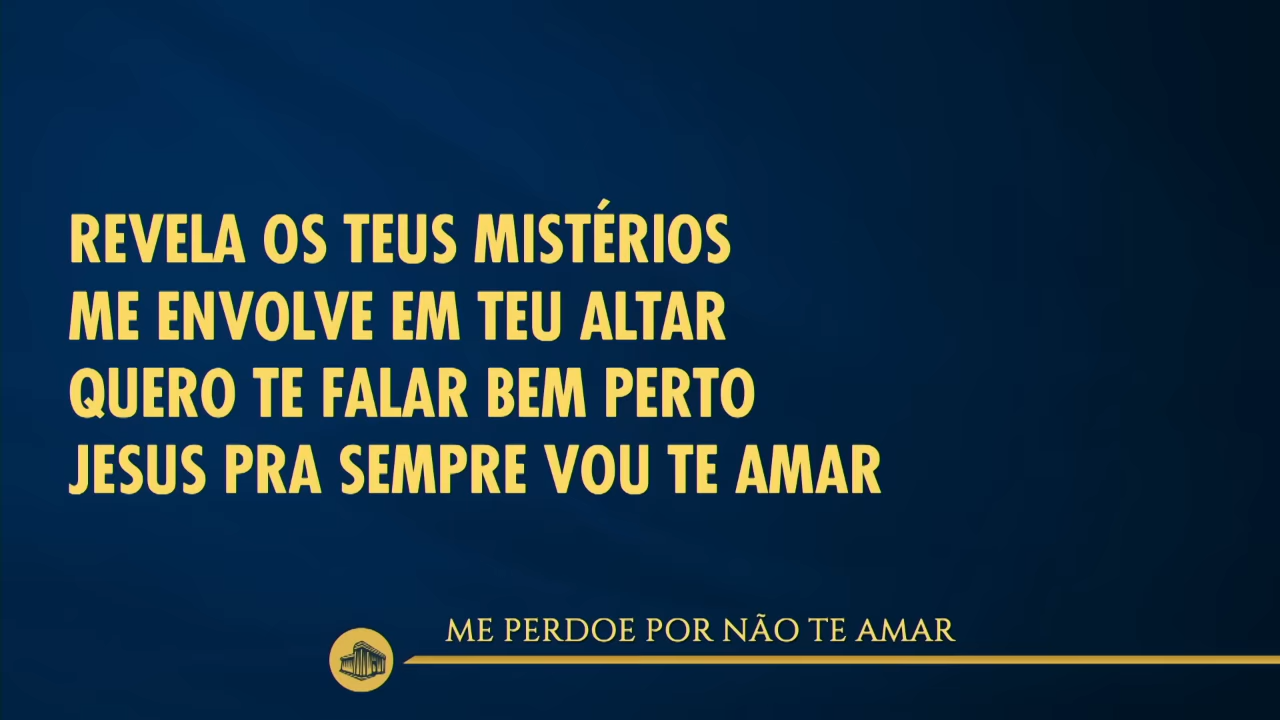 REVELA OS TEUS MISTÉRIOS
ME ENVOLVE EM TEU ALTAR
QUERO TE FALAR BEM PERTO
JESUS PRA SEMPRE VOU TE AMAR
ME PERDOE POR NÃO TE AMAR